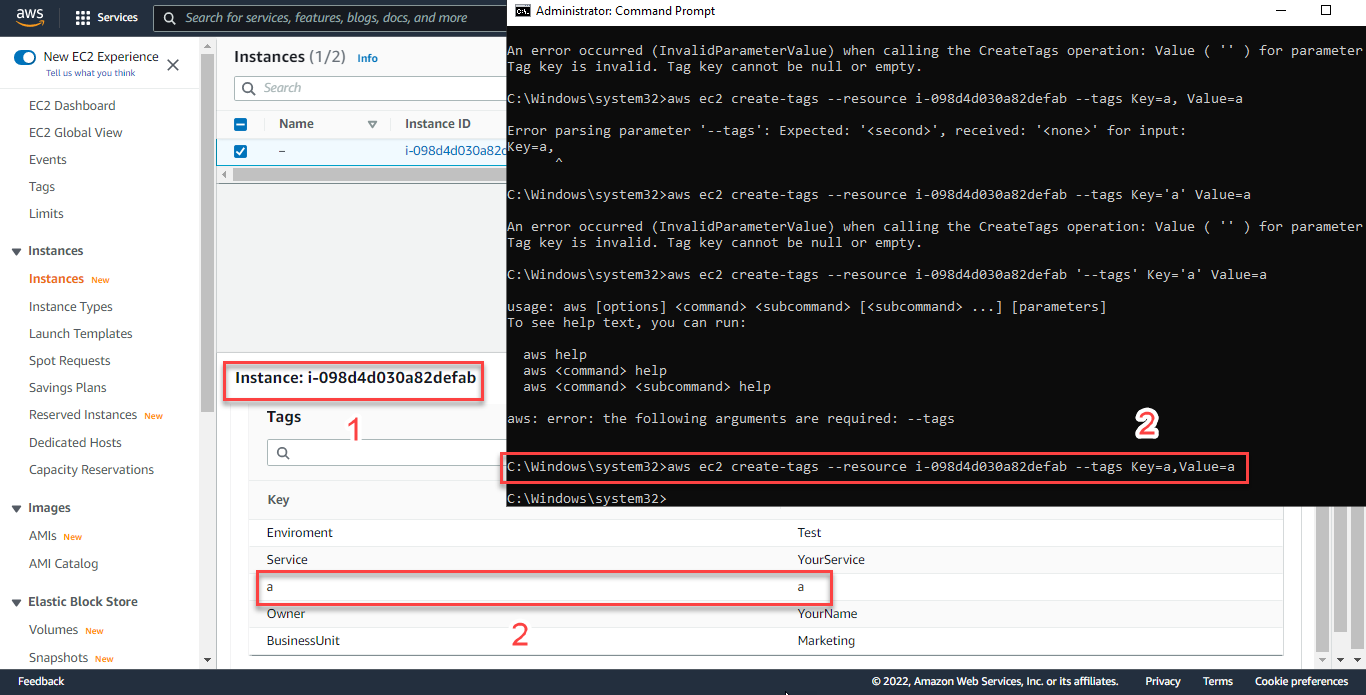 aws
Services
Search for services, features, blogs, docs, and more
Administrator: Command Prompt
New EC2 Experience
Tell us what you think
EC2 Dashboard
EC2 Global View
Events
Tags
Limits
Instances
Instances New
Instance Types
Launch Templates
Spot Requests
Savings Plans
Reserved Instances New
Dedicated Hosts
Capacity Reservations
Images
AMIs New
AMI Catalog
Elastic Block Store
Volumes New
Snapshots New
Instances (1/2) Info
Search
Name Instance ID
– i-098d4d030a82d
Instance: i-098d4d030a82defab
1
Tags
Key
Enviroment Test
Service YourService
a a
Owner YourName
2
BusinessUnit Marketing
An error occurred (InvalidParameterValue) when calling the CreateTags operation: Value ( '' ) for parameter
Tag key is invalid. Tag key cannot be null or empty.
C:\Windows\system32>aws ec2 create-tags --resource i-098d4d030a82defab --tags Key=a, Value=a
Error parsing parameter '--tags': Expected: '<second>', received: '<none>' for input:
Key=a,
^
C:\Windows\system32>aws ec2 create-tags --resource i-098d4d030a82defab --tags Key='a' Value=a
An error occurred (InvalidParameterValue) when calling the CreateTags operation: Value ( '' ) for parameter
Tag key is invalid. Tag key cannot be null or empty.
C:\Windows\system32>aws ec2 create-tags --resource i-098d4d030a82defab '--tags' Key='a' Value=a
usage: aws [options] <command> <subcommand> [<subcommand> ...] [parameters]
To see help text, you can run:
aws help
aws <command> help
aws <command> <subcommand> help
aws: error: the following arguments are required: --tags
2
C:\Windows\system32>aws ec2 create-tags --resource i-098d4d030a82defab --tags Key=a,Value=a
C:\Windows\system32>
Feedback
© 2022, Amazon Web Services, Inc. or its affiliates. Privacy Terms Cookie preferences